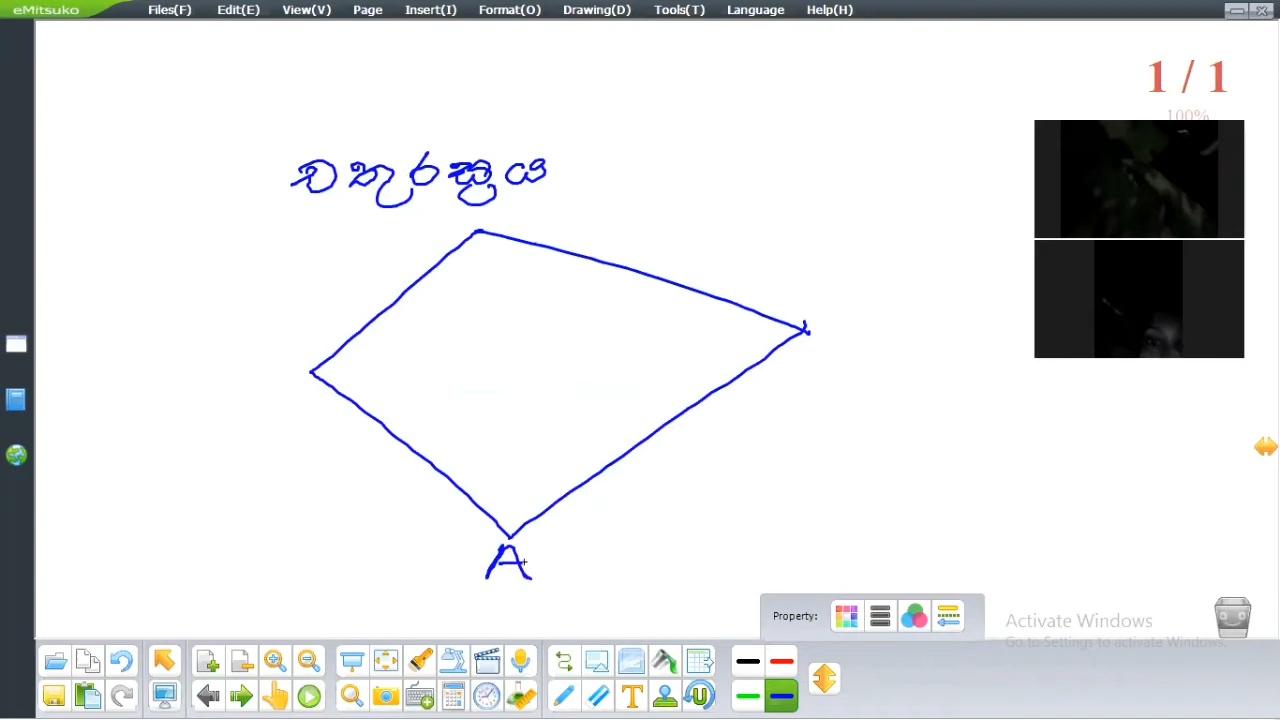 eMitsuko Files(F) Edit(E) View(V) Page Insert(I) Format(O) Drawing(D) Tools(T) Language Help(H)
1 / 1
100%
චතුරස්‍රය
A
Property:
Activate Windows
Go to Settings to activate Windows.